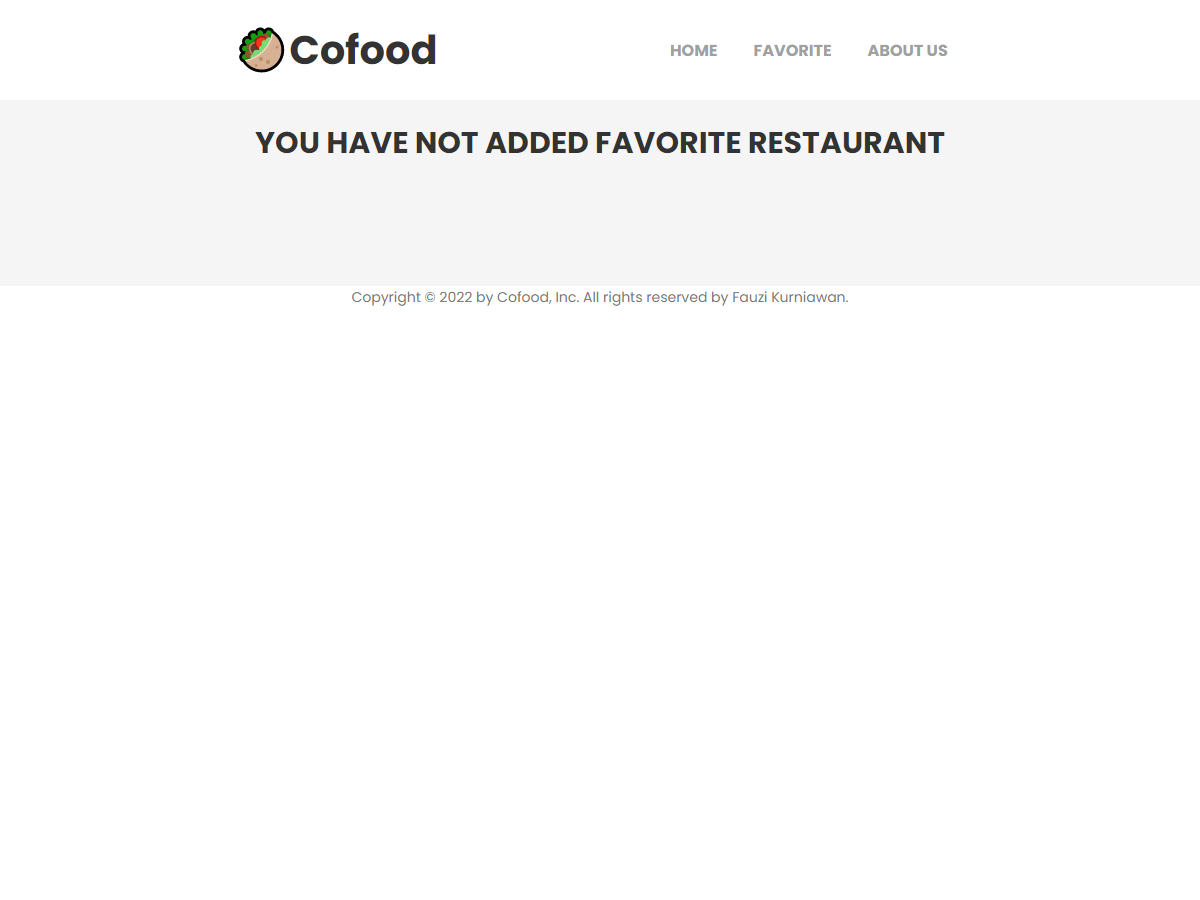 Cofood
HOME FAVORITE ABOUT US
YOU HAVE NOT ADDED FAVORITE RESTAURANT
Copyright © 2022 by Cofood, Inc. All rights reserved by Fauzi Kurniawan.